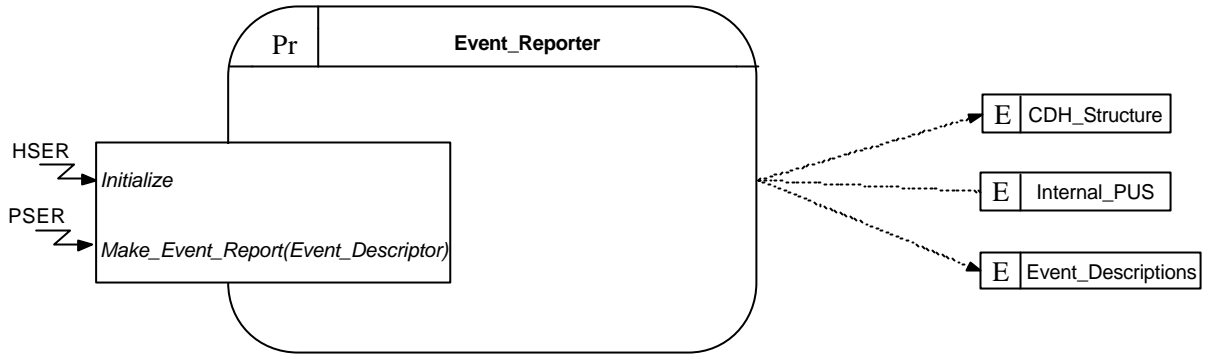 Pr
Event_Reporter
HSER
Initialize
PSER
Make_Event_Report(Event_Descriptor)
E CDH_Structure
E Internal_PUS
E Event_Descriptions